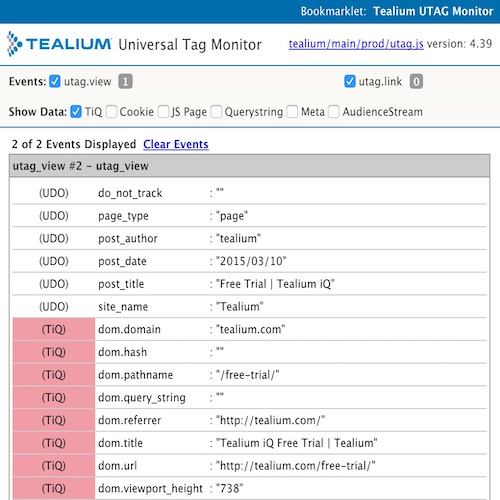 Bookmarklet: Tealium UTAG Monitor
TEALIUM Universal Tag Monitor tealium/main/prod/utag.js version: 4.39
Events: utag.view 1 utag.link 0
Show Data: TiQ Cookie JS Page Querystring Meta AudienceStream
2 of 2 Events Displayed Clear Events
utag_view #2 - utag_view
(UDO) do_not_track : ""
(UDO) page_type : "page"
(UDO) post_author : "tealium"
(UDO) post_date : "2015/03/10"
(UDO) post_title : "Free Trial | Tealium iQ"
(UDO) site_name : "Tealium"
(TiQ) dom.domain : "tealium.com"
(TiQ) dom.hash : ""
(TiQ) dom.pathname : "/free-trial/"
(TiQ) dom.query_string : ""
(TiQ) dom.referrer : "http://tealium.com/"
(TiQ) dom.title : "Tealium iQ Free Trial | Tealium"
(TiQ) dom.url : "http://tealium.com/free-trial/"
(TiQ) dom.viewport_height : "738"